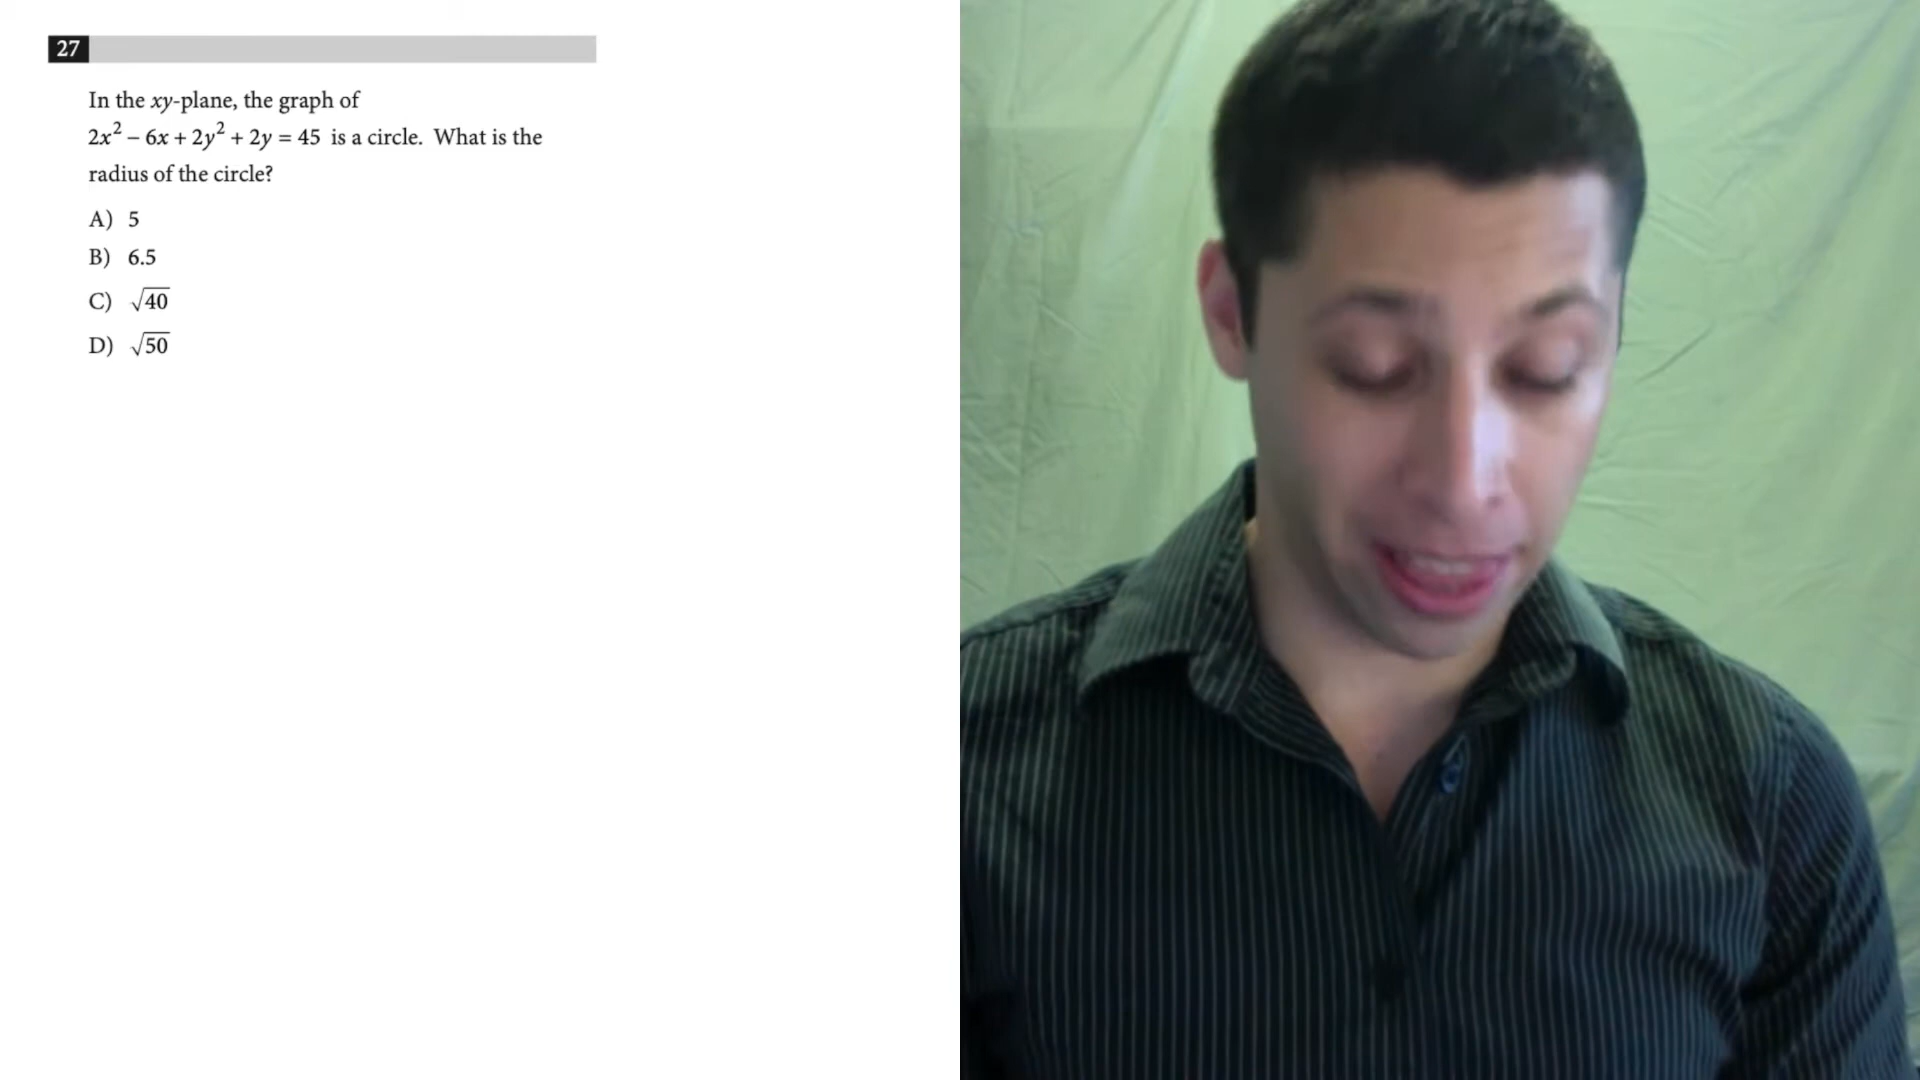 27
In the xy-plane, the graph of
2x² – 6x + 2y² + 2y = 45 is a circle. What is the
radius of the circle?
A) 5
B) 6.5
C) √40
D) √50